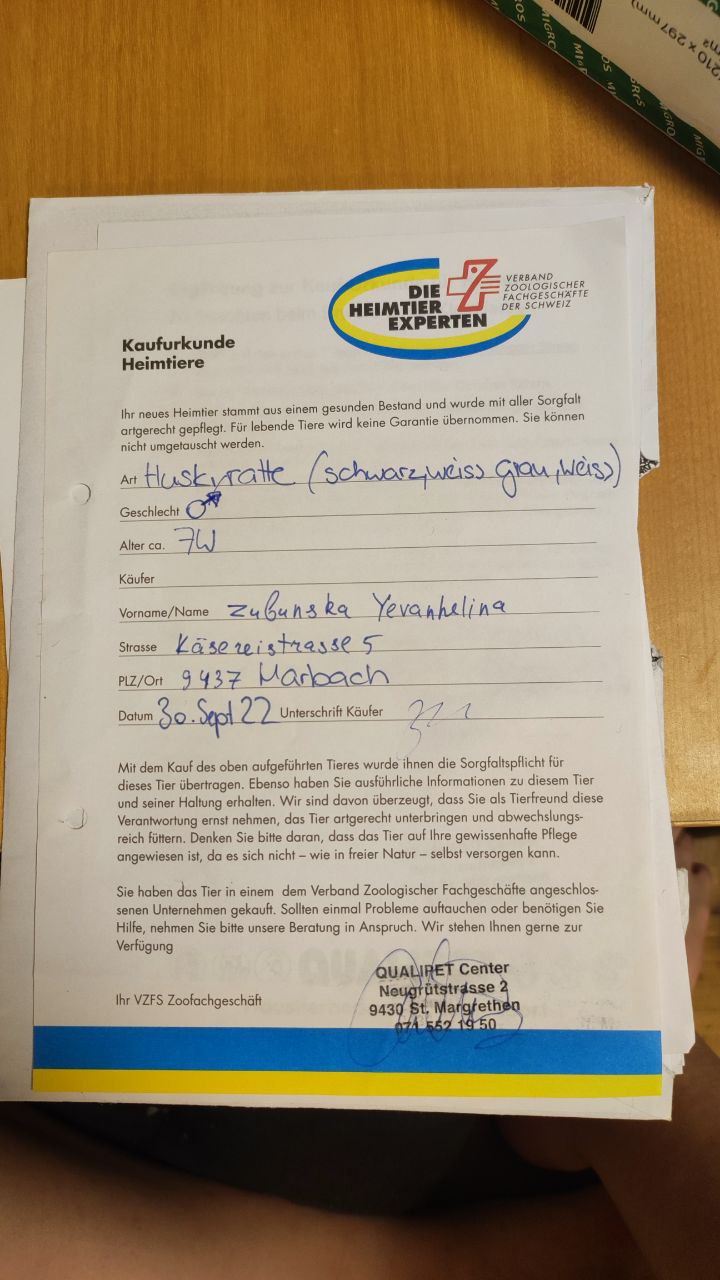 210 × 297 mm)
MIGROS
DIE
HEIMTIER
EXPERTEN
VERBAND
ZOOLOGISCHER
FACHGESCHÄFTE
DER SCHWEIZ
Kaufurkunde
Heimtiere
Ihr neues Heimtier stammt aus einem gesunden Bestand und wurde mit aller Sorgfalt
artgerecht gepflegt. Für lebende Tiere wird keine Garantie übernommen. Sie können
nicht umgetauscht werden.
Art Huskyratte (schwarz,weiss grau,weiss)
Geschlecht ♂
Alter ca. 7W
Käufer
Vorname/Name Zubunska Yevanhelina
Strasse Käsereistrasse 5
PLZ/Ort 9437 Marbach
Datum 30.Sept 22 Unterschrift Käufer
Mit dem Kauf des oben aufgeführten Tieres wurde ihnen die Sorgfaltspflicht für
dieses Tier übertragen. Ebenso haben Sie ausführliche Informationen zu diesem Tier
und seiner Haltung erhalten. Wir sind davon überzeugt, dass Sie als Tierfreund diese
Verantwortung ernst nehmen, das Tier artgerecht unterbringen und abwechslungs-
reich füttern. Denken Sie bitte daran, dass das Tier auf Ihre gewissenhafte Pflege
angewiesen ist, da es sich nicht – wie in freier Natur – selbst versorgen kann.
Sie haben das Tier in einem dem Verband Zoologischer Fachgeschäfte angeschlos-
senen Unternehmen gekauft. Sollten einmal Probleme auftauchen oder benötigen Sie
Hilfe, nehmen Sie bitte unsere Beratung in Anspruch. Wir stehen Ihnen gerne zur
Verfügung
QUALIPET Center
Neugrütstrasse 2
9430 St. Margrethen
071 552 19 50
Ihr VZFS Zoofachgeschäft